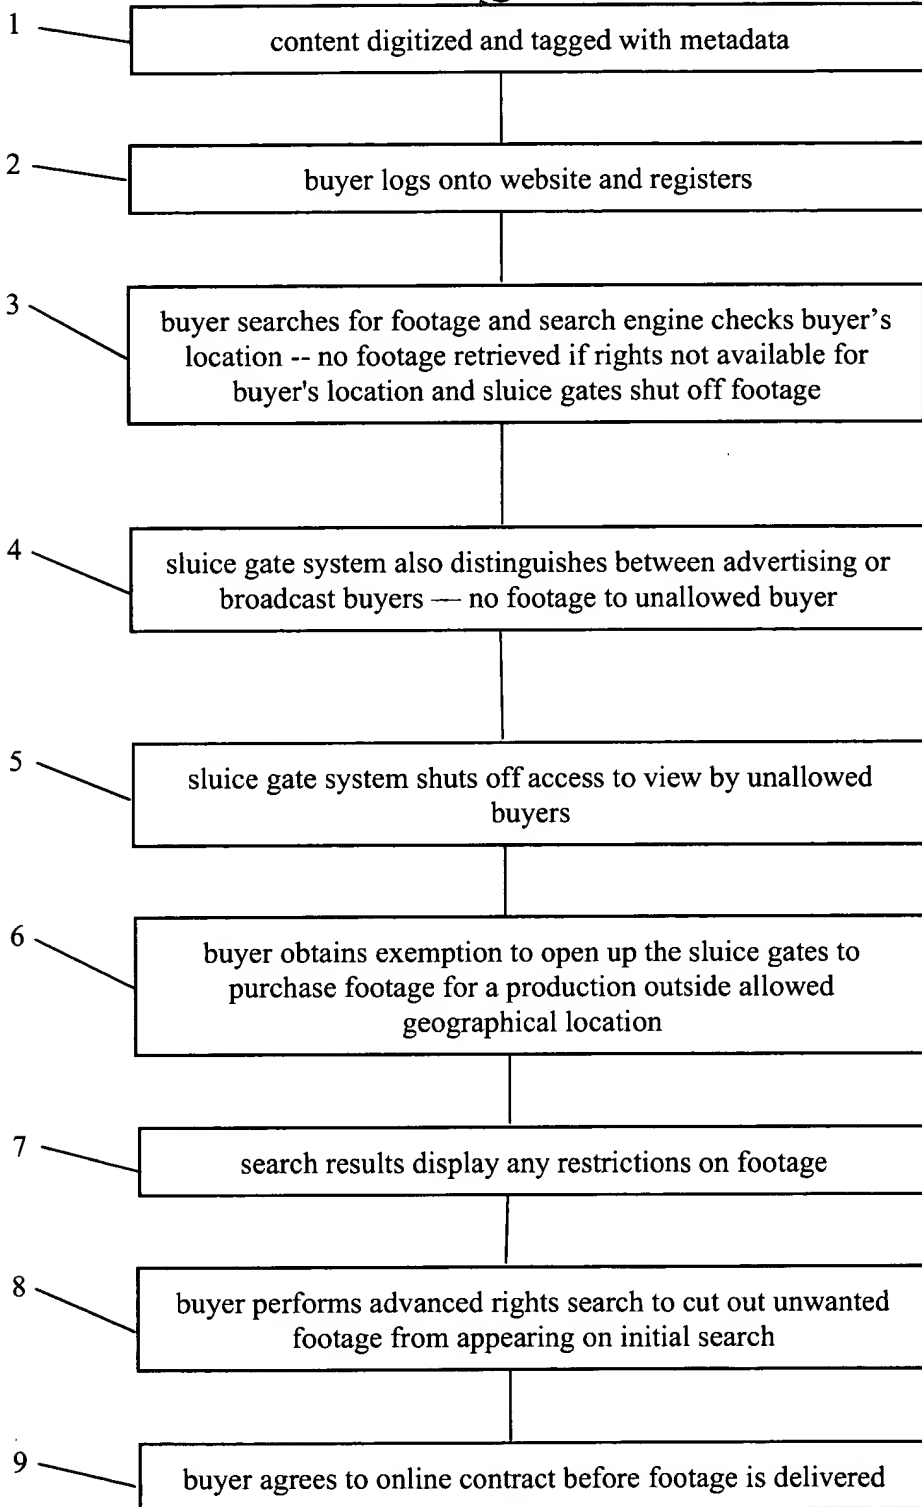 1
content digitized and tagged with metadata
2
buyer logs onto website and registers
3
buyer searches for footage and search engine checks buyer's
location -- no footage retrieved if rights not available for
buyer's location and sluice gates shut off footage
4
sluice gate system also distinguishes between advertising or
broadcast buyers — no footage to unallowed buyer
5
sluice gate system shuts off access to view by unallowed
buyers
6
buyer obtains exemption to open up the sluice gates to
purchase footage for a production outside allowed
geographical location
7
search results display any restrictions on footage
8
buyer performs advanced rights search to cut out unwanted
footage from appearing on initial search
9
buyer agrees to online contract before footage is delivered